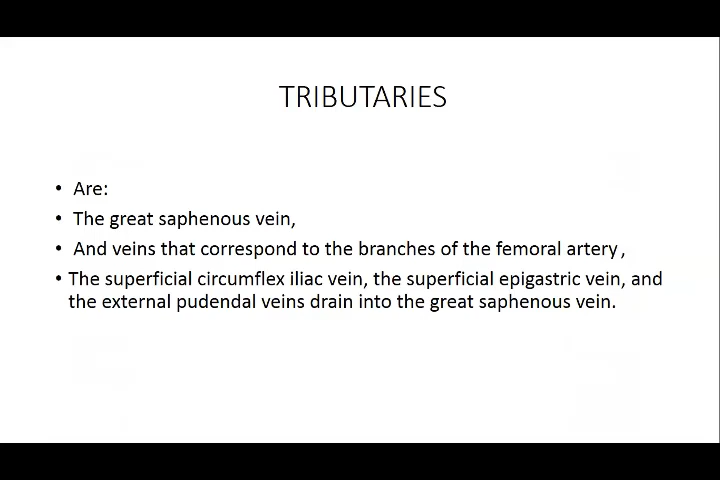 TRIBUTARIES
• Are:
• The great saphenous vein,
• And veins that correspond to the branches of the femoral artery,
• The superficial circumflex iliac vein, the superficial epigastric vein, and
the external pudendal veins drain into the great saphenous vein.